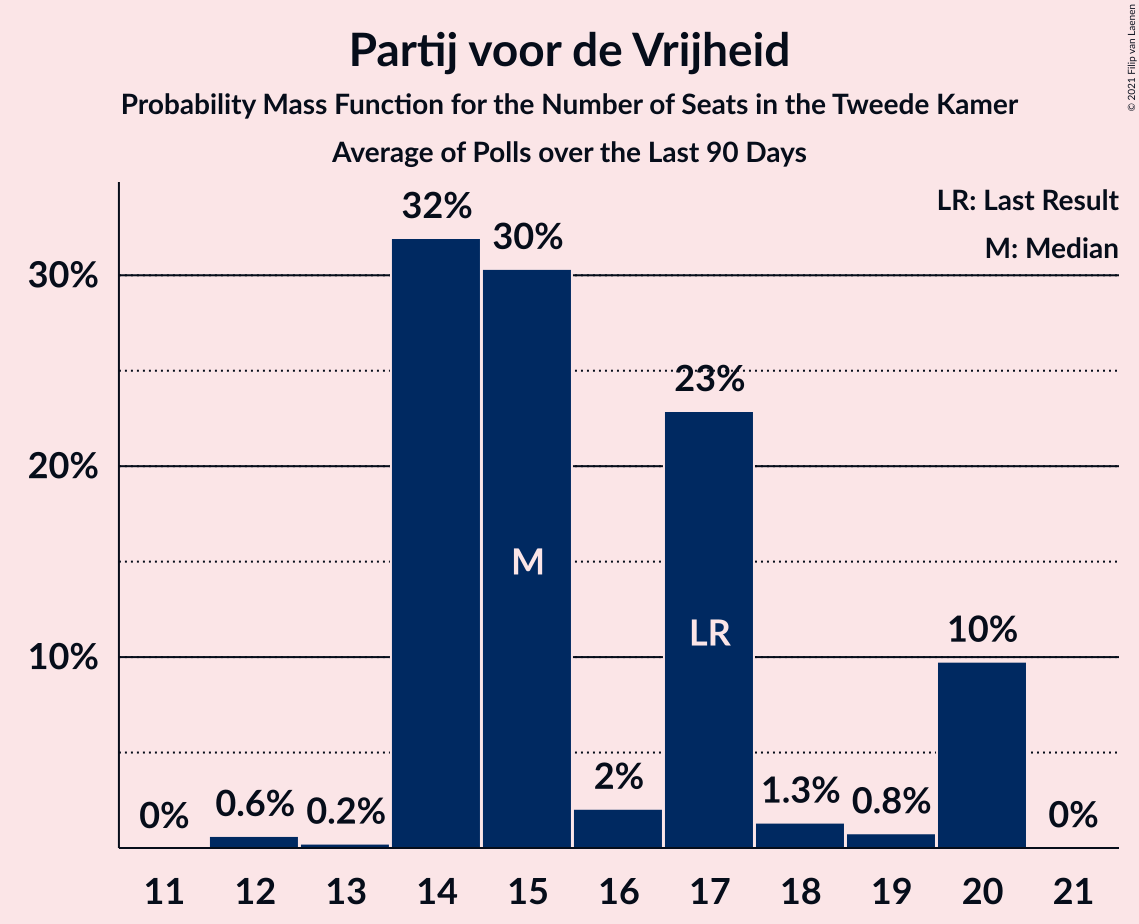 Partij voor de Vrijheid
Probability Mass Function for the Number of Seats in the Tweede Kamer
Average of Polls over the Last 90 Days
© 2021 Filip van Laenen
LR: Last Result
M: Median
30%
20%
10%
0%
0.6%
0.2%
32%
30%
2%
23%
1.3%
0.8%
10%
0%
M
LR
11 12 13 14 15 16 17 18 19 20 21